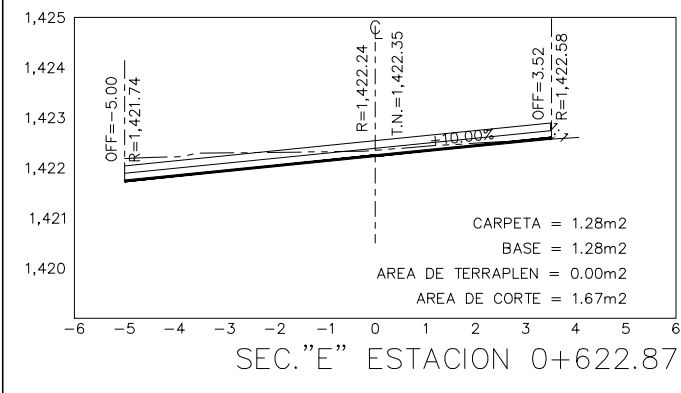 1,425
1,424
1,423
1,422
1,421
1,420
OFF=-5.00
R=1,421.74
R=1,422.24
℄
T.N.=1,422.35
OFF=3.52
R=1,422.58
+10.00%
CARPETA = 1.28m2
BASE = 1.28m2
AREA DE TERRAPLEN = 0.00m2
AREA DE CORTE = 1.67m2
-6 -5 -4 -3 -2 -1 0 1 2 3 4 5 6
SEC."E" ESTACION 0+622.87